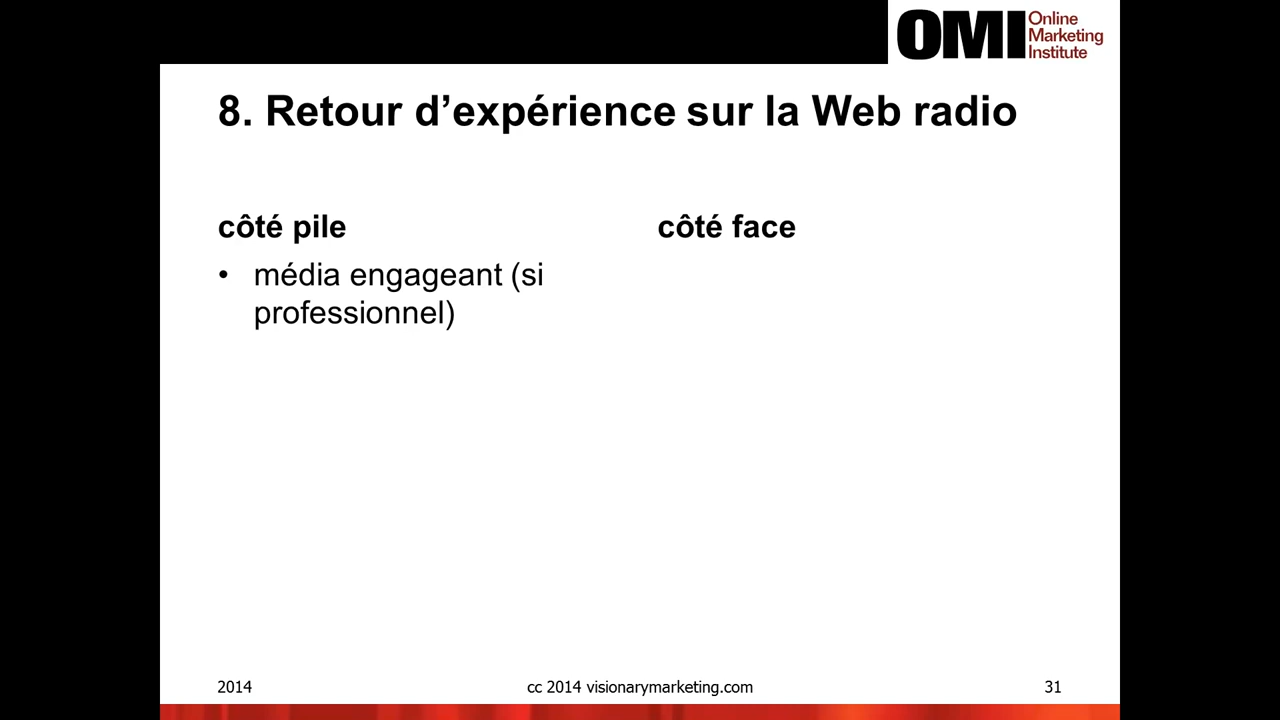 OMI Online
Marketing
Institute
8. Retour d’expérience sur la Web radio
côté pile
• média engageant (si
professionnel)
côté face
2014
cc 2014 visionarymarketing.com
31